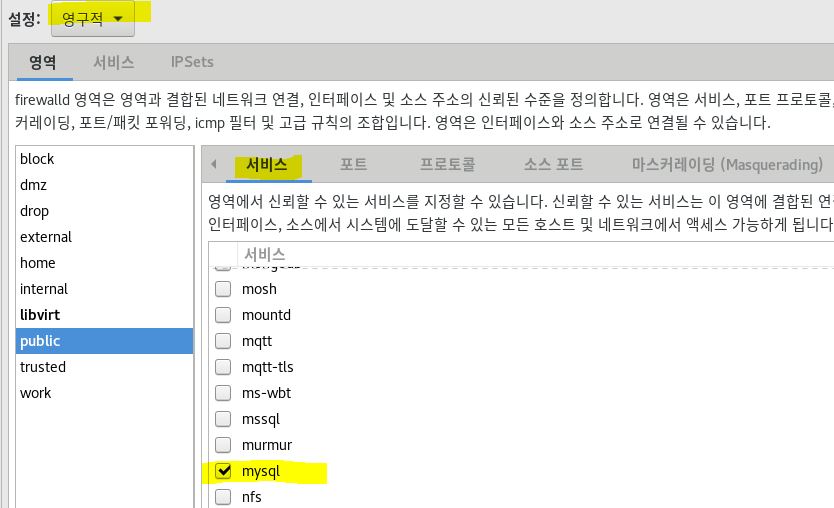 설정: 영구적
영역 서비스 IPSets
firewalld 영역은 영역과 결합된 네트워크 연결, 인터페이스 및 소스 주소의 신뢰된 수준을 정의합니다. 영역은 서비스, 포트 프로토콜,
커레이딩, 포트/패킷 포워딩, icmp 필터 및 고급 규칙의 조합입니다. 영역은 인터페이스와 소스 주소로 연결될 수 있습니다.
block
dmz
drop
external
home
internal
libvirt
public
trusted
work
서비스 포트 프로토콜 소스 포트 마스커레이딩 (Masquerading)
영역에서 신뢰할 수 있는 서비스를 지정할 수 있습니다. 신뢰할 수 있는 서비스는 이 영역에 결합된 연
인터페이스, 소스에서 시스템에 도달할 수 있는 모든 호스트 및 네트워크에서 액세스 가능하게 됩니다
서비스
mosh
mountd
mqtt
mqtt-tls
ms-wbt
mssql
murmur
mysql
nfs